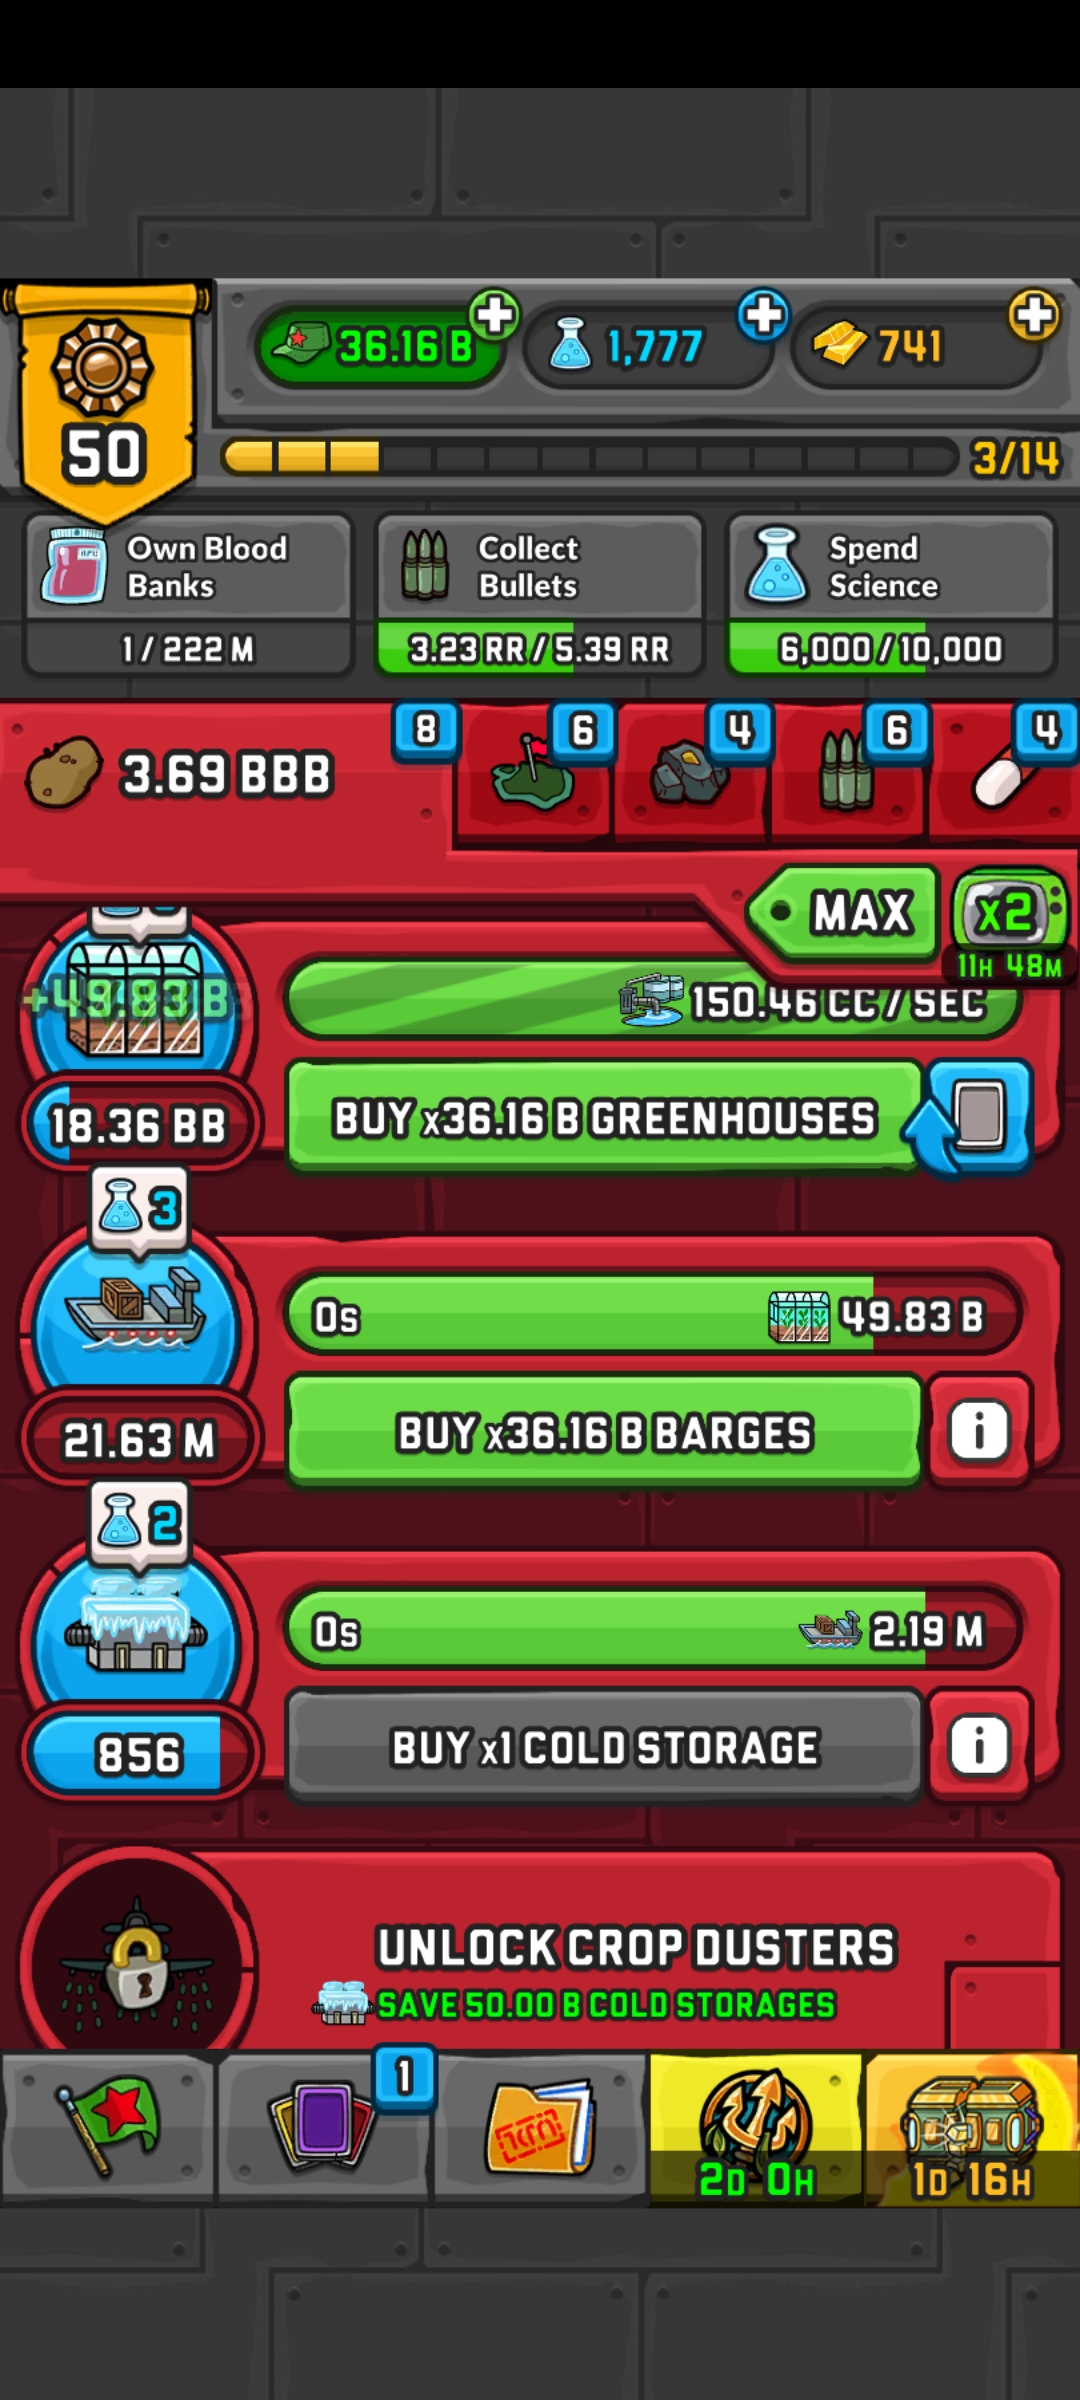 36.16 B
1,777
741
50
3/14
Own Blood
Banks
1 / 222 M
Collect
Bullets
3.23 RR / 5.39 RR
Spend
Science
6,000 / 10,000
3.69 BBB
8
6
4
6
4
MAX
x2
11H 48M
+49.83 B
150.46 CC / SEC
18.36 BB
BUY x36.16 B GREENHOUSES
3
0s
49.83 B
21.63 M
BUY x36.16 B BARGES
2
0s
2.19 M
856
BUY x1 COLD STORAGE
UNLOCK CROP DUSTERS
SAVE 50.00 B COLD STORAGES
1
2D 0H
1D 16H